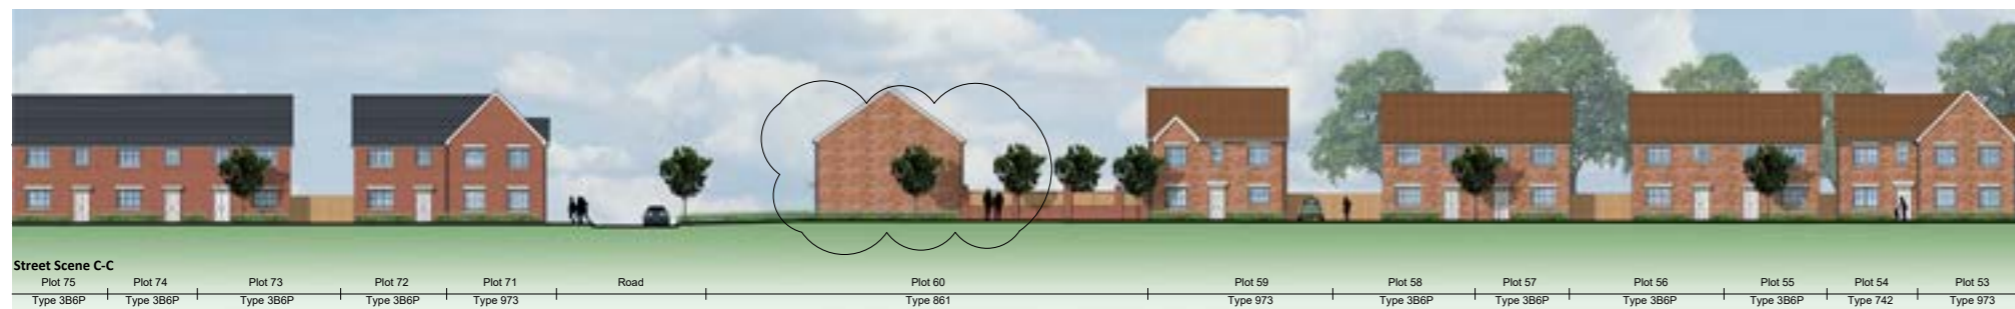 Street Scene C-C
Plot 75 Plot 74 Plot 73 Plot 72 Plot 71 Road Plot 60 Plot 59 Plot 58 Plot 57 Plot 56 Plot 55 Plot 54 Plot 53
Type 3B6P Type 3B6P Type 3B6P Type 3B6P Type 973 Type 861 Type 973 Type 3B6P Type 3B6P Type 3B6P Type 3B6P Type 742 Type 973